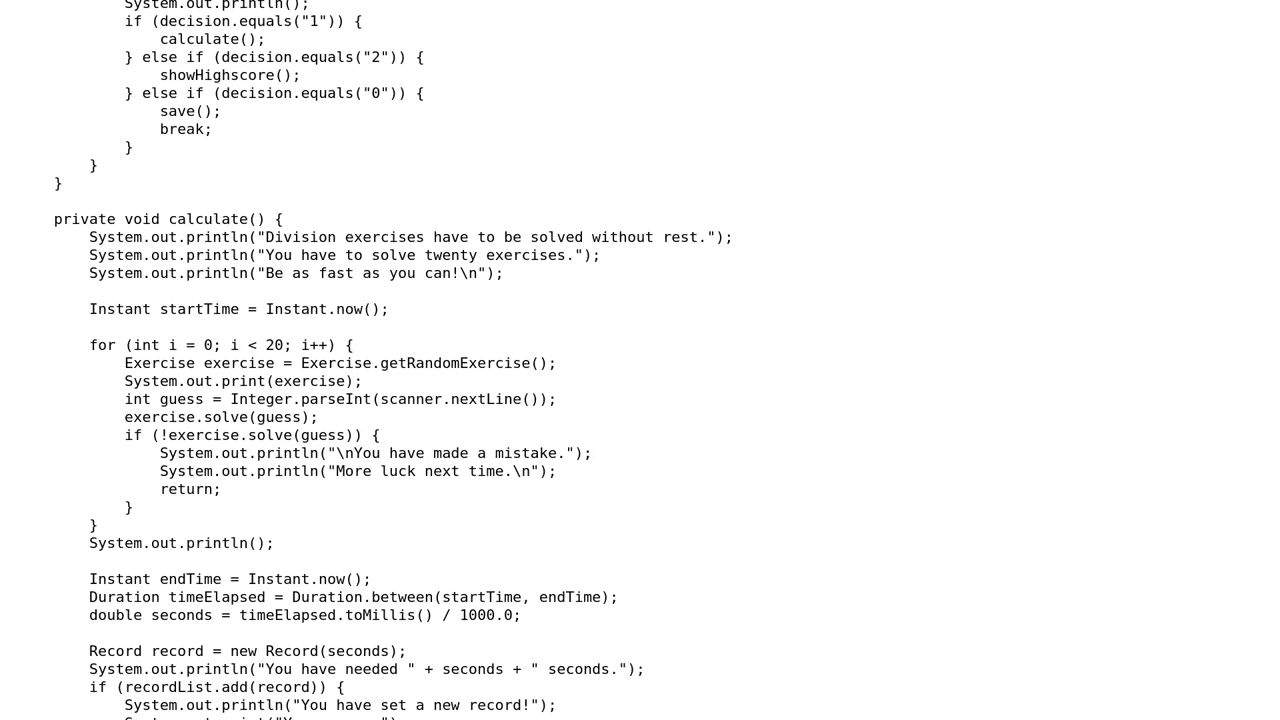 System.out.println();
if (decision.equals("1")) {
calculate();
} else if (decision.equals("2")) {
showHighscore();
} else if (decision.equals("0")) {
save();
break;
}
}
}
private void calculate() {
System.out.println("Division exercises have to be solved without rest.");
System.out.println("You have to solve twenty exercises.");
System.out.println("Be as fast as you can!\n");
Instant startTime = Instant.now();
for (int i = 0; i < 20; i++) {
Exercise exercise = Exercise.getRandomExercise();
System.out.print(exercise);
int guess = Integer.parseInt(scanner.nextLine());
exercise.solve(guess);
if (!exercise.solve(guess)) {
System.out.println("\nYou have made a mistake.");
System.out.println("More luck next time.\n");
return;
}
}
System.out.println();
Instant endTime = Instant.now();
Duration timeElapsed = Duration.between(startTime, endTime);
double seconds = timeElapsed.toMillis() / 1000.0;
Record record = new Record(seconds);
System.out.println("You have needed " + seconds + " seconds.");
if (recordList.add(record)) {
System.out.println("You have set a new record!");